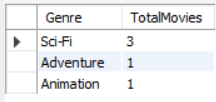 Genre TotalMovies
Sci-Fi 3
Adventure 1
Animation 1